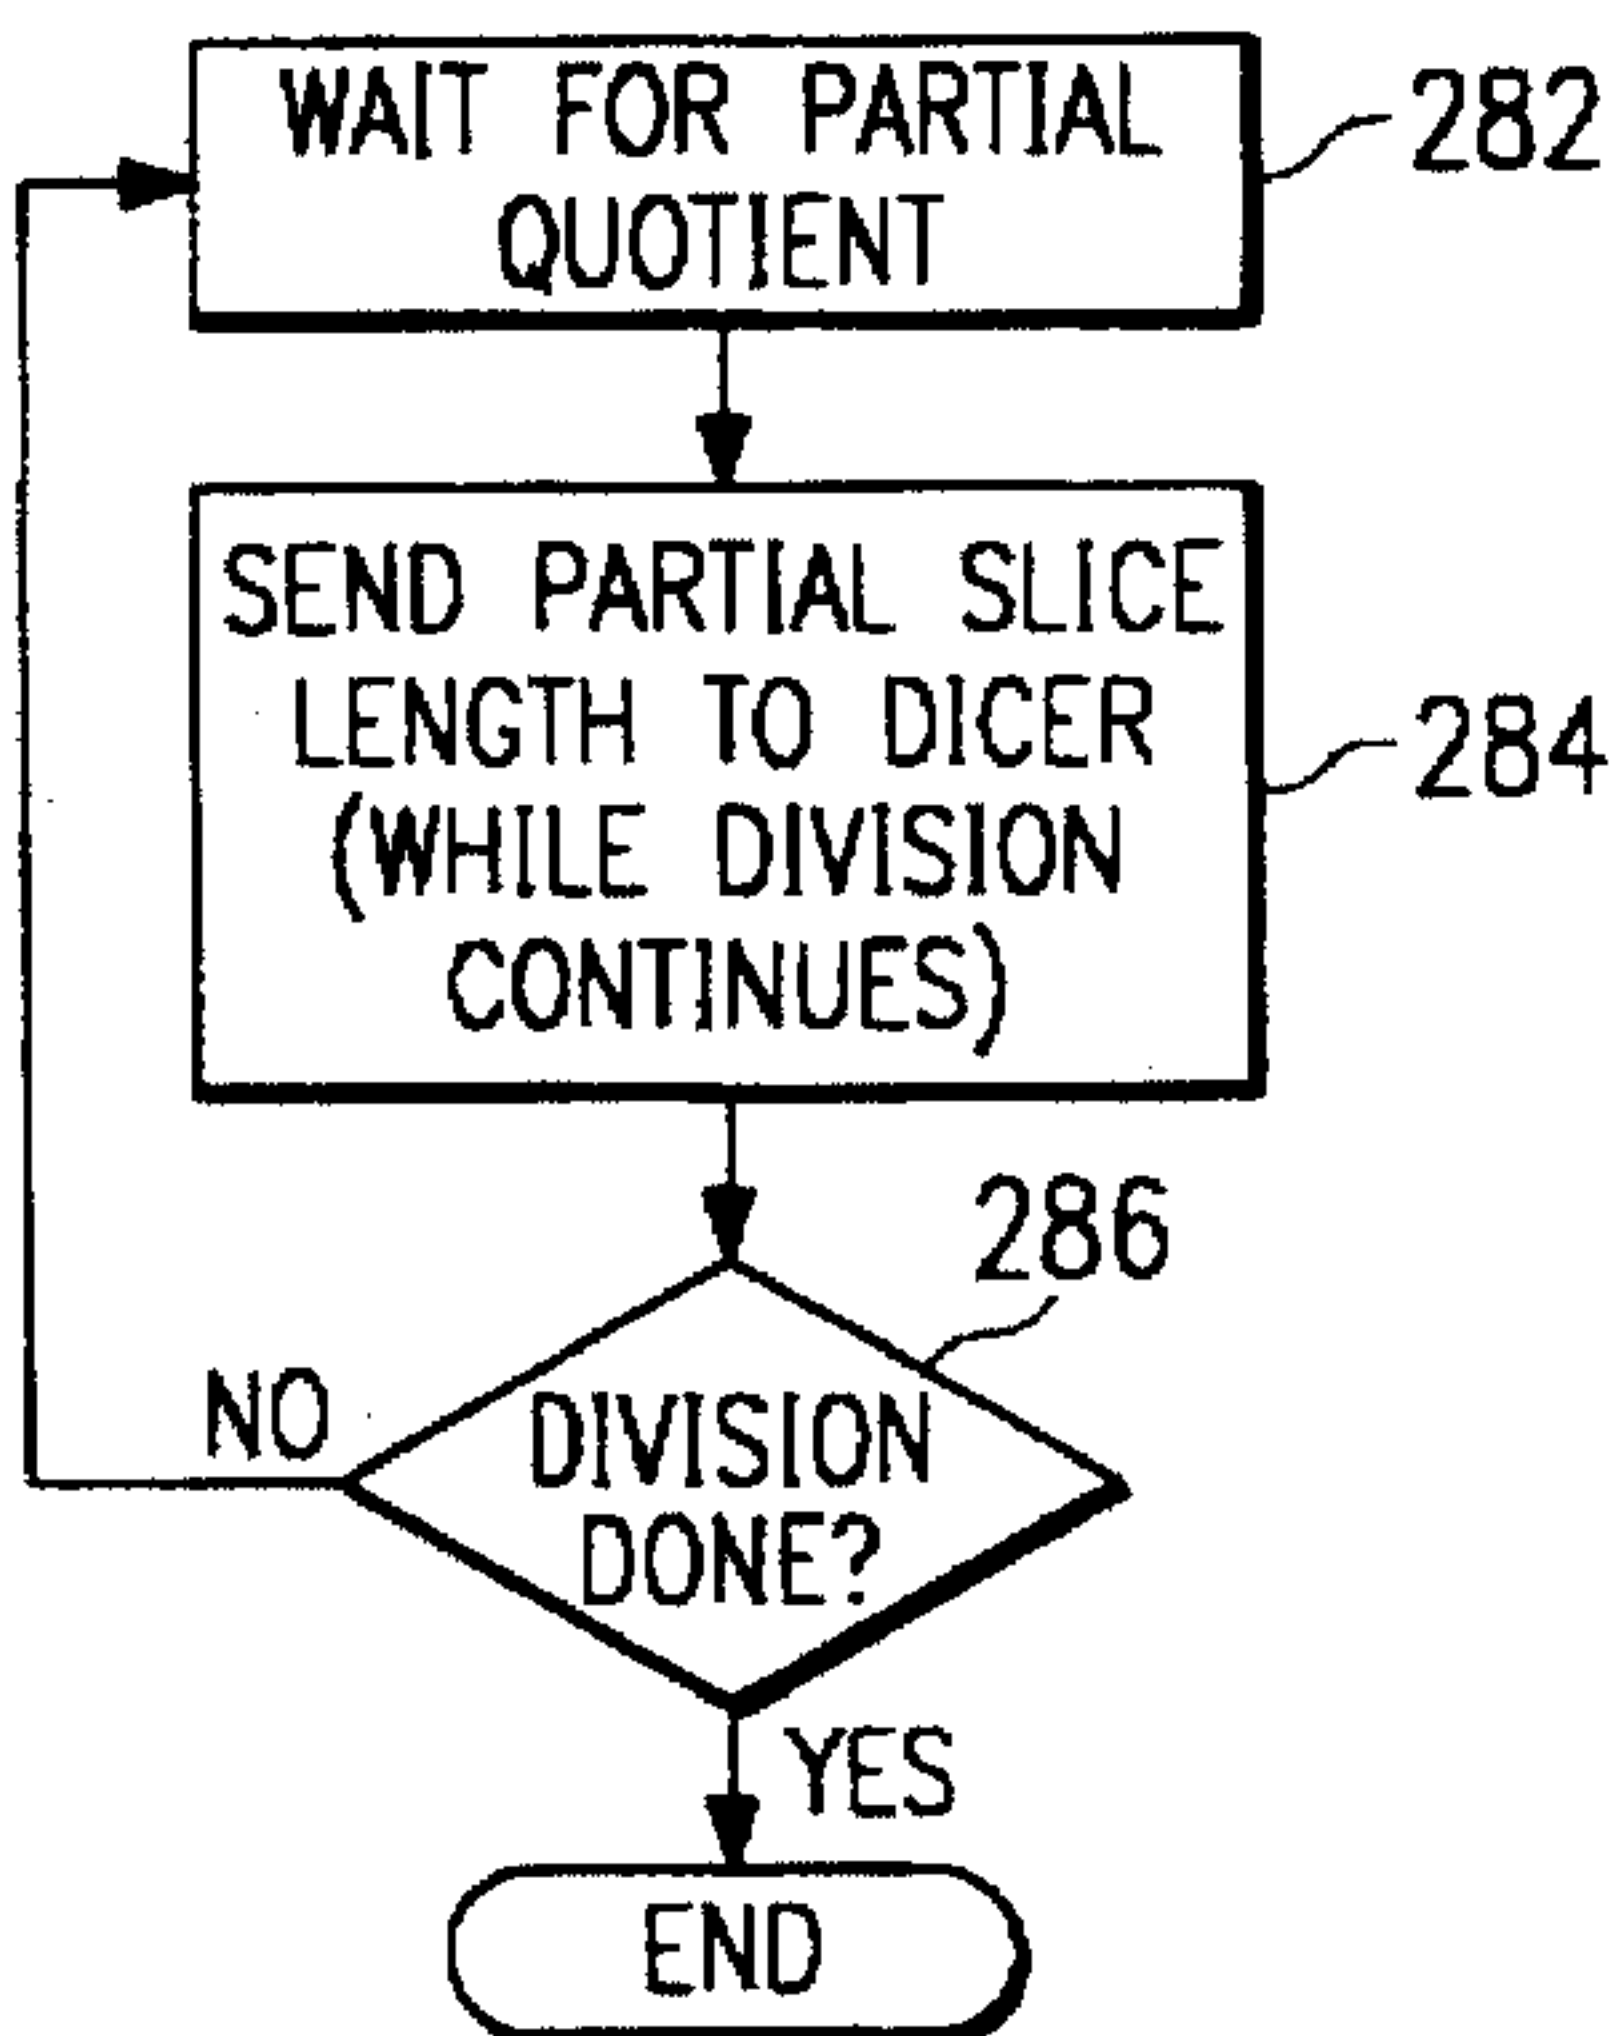 WAIT FOR PARTIAL
QUOTIENT
282
SEND PARTIAL SLICE
LENGTH TO DICER
(WHILE DIVISION
CONTINUES)
284
286
NO
DIVISION
DONE?
YES
END